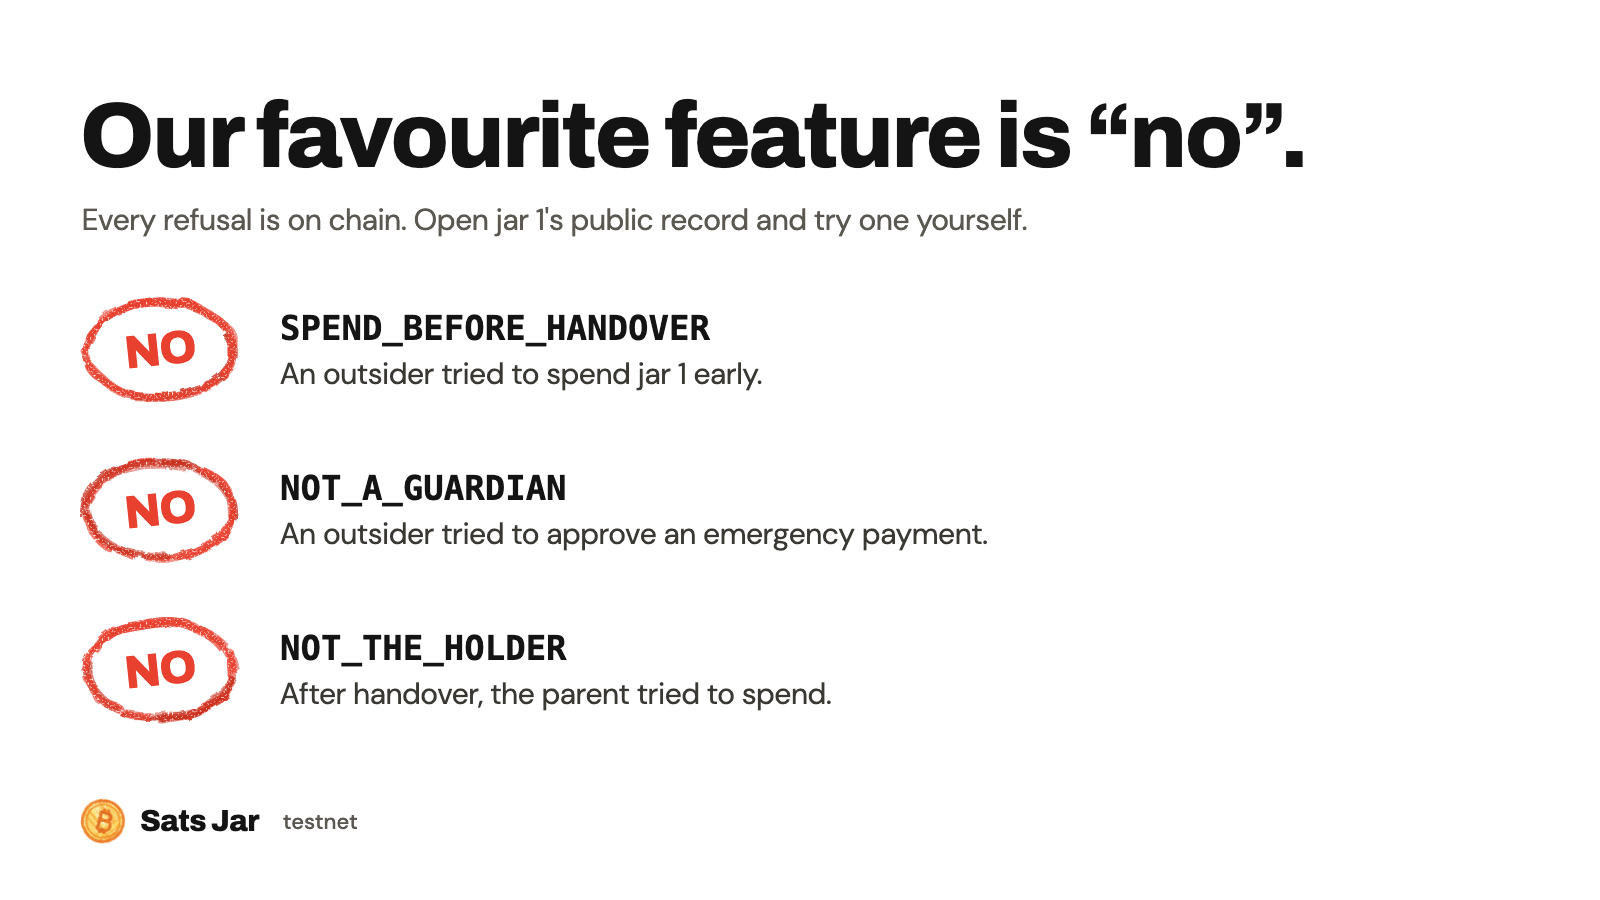 Our favourite feature is “no”.
Every refusal is on chain. Open jar 1's public record and try one yourself.
NO
SPEND_BEFORE_HANDOVER
An outsider tried to spend jar 1 early.
NO
NOT_A_GUARDIAN
An outsider tried to approve an emergency payment.
NO
NOT_THE_HOLDER
After handover, the parent tried to spend.
Sats Jar testnet